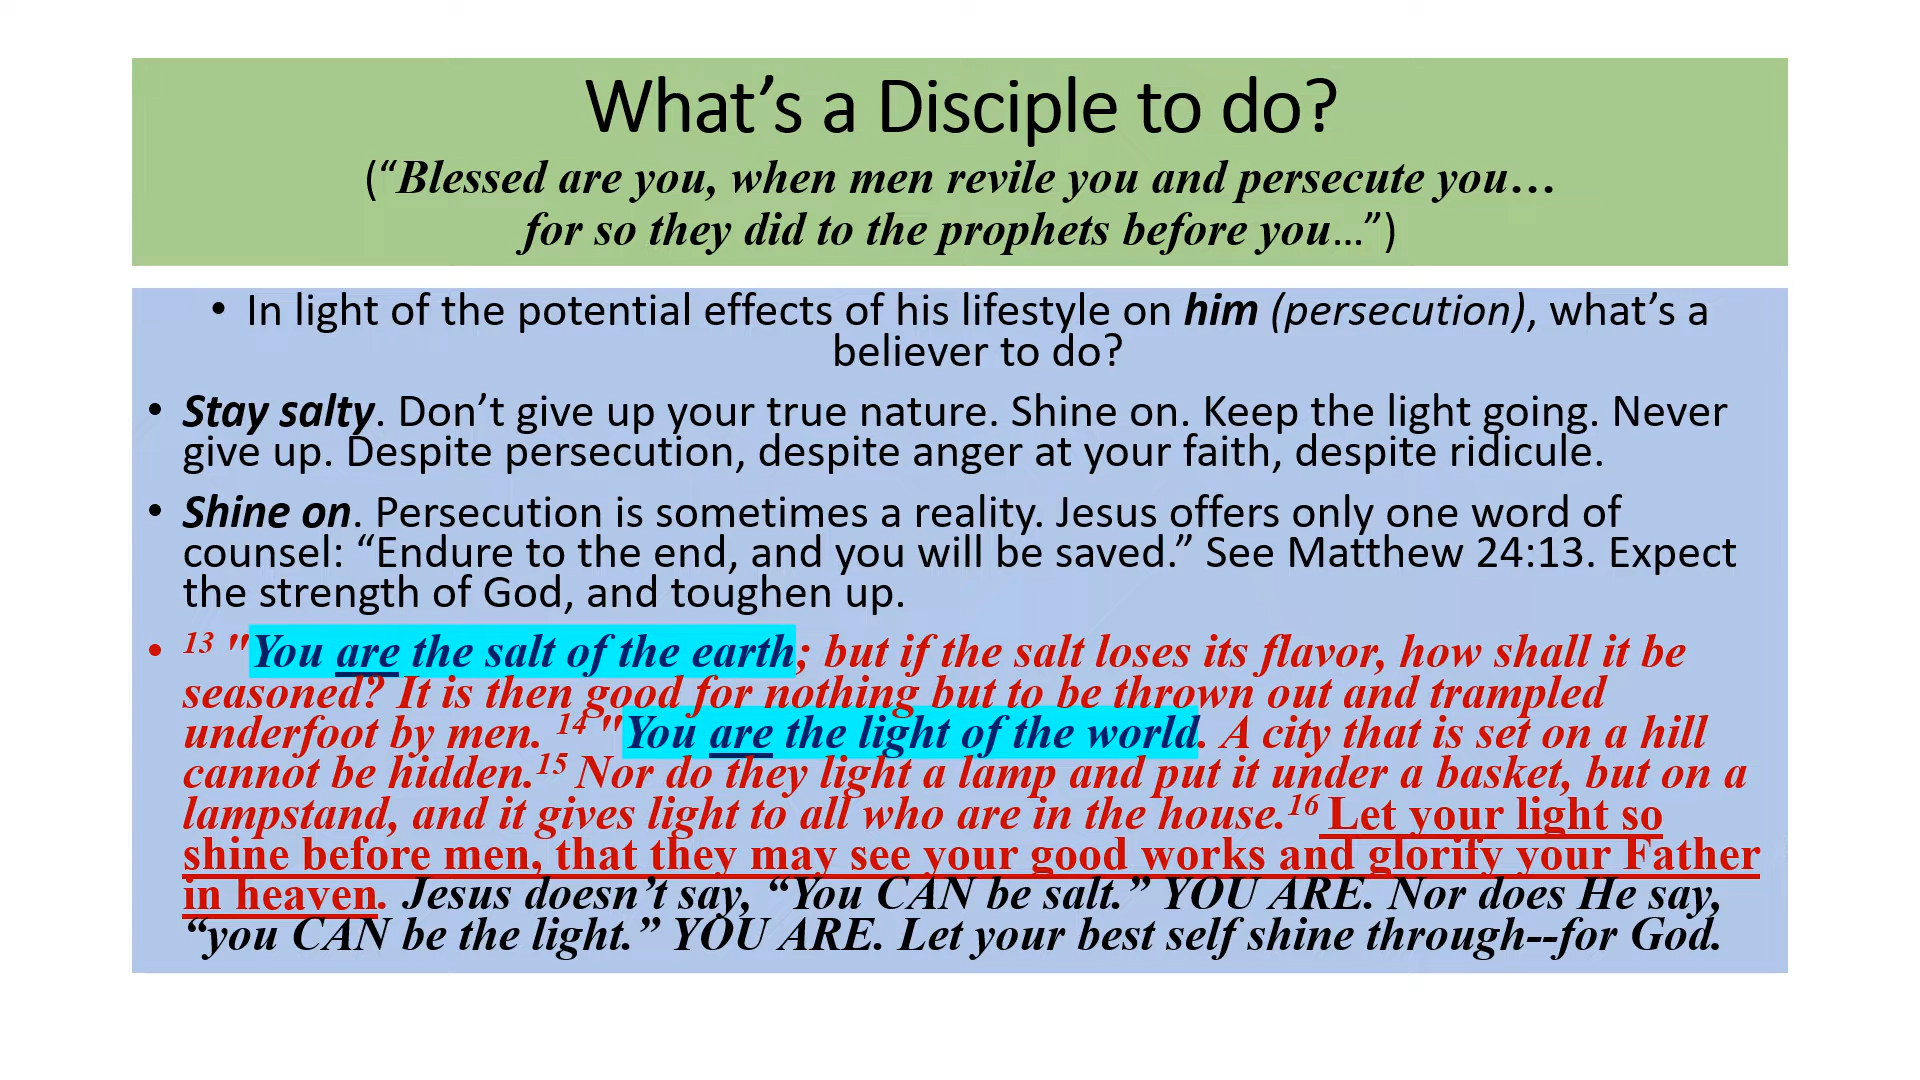 What’s a Disciple to do?
(“Blessed are you, when men revile you and persecute you…
for so they did to the prophets before you…”)
• In light of the potential effects of his lifestyle on him (persecution), what’s a
believer to do?
• Stay salty. Don’t give up your true nature. Shine on. Keep the light going. Never
give up. Despite persecution, despite anger at your faith, despite ridicule.
• Shine on. Persecution is sometimes a reality. Jesus offers only one word of
counsel: “Endure to the end, and you will be saved.” See Matthew 24:13. Expect
the strength of God, and toughen up.
• 13 "You are the salt of the earth; but if the salt loses its flavor, how shall it be
seasoned? It is then good for nothing but to be thrown out and trampled
underfoot by men. 14 "You are the light of the world. A city that is set on a hill
cannot be hidden.15 Nor do they light a lamp and put it under a basket, but on a
lampstand, and it gives light to all who are in the house.16 Let your light so
shine before men, that they may see your good works and glorify your Father
in heaven. Jesus doesn’t say, “You CAN be salt.” YOU ARE. Nor does He say,
“you CAN be the light.” YOU ARE. Let your best self shine through--for God.